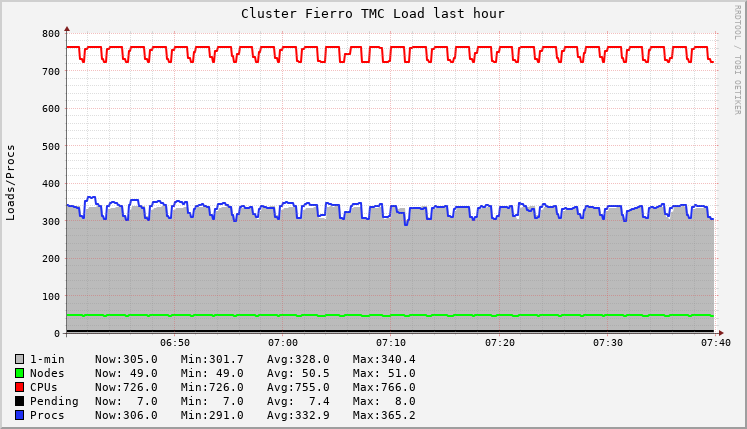 Cluster Fierro TMC Load last hour
RRDTOOL / TOBI OETIKER
Loads/Procs
800
700
600
500
400
300
200
100
0
06:50 07:00 07:10 07:20 07:30 07:40
1-min Now:305.0 Min:301.7 Avg:328.0 Max:340.4
Nodes Now: 49.0 Min: 49.0 Avg: 50.5 Max: 51.0
CPUs Now:726.0 Min:726.0 Avg:755.0 Max:766.0
Pending Now: 7.0 Min: 7.0 Avg: 7.4 Max: 8.0
Procs Now:306.0 Min:291.0 Avg:332.9 Max:365.2